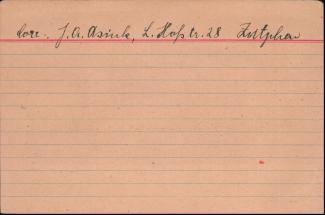 corr. J. A. Asink, L. Hofstr. 28 Zutphen